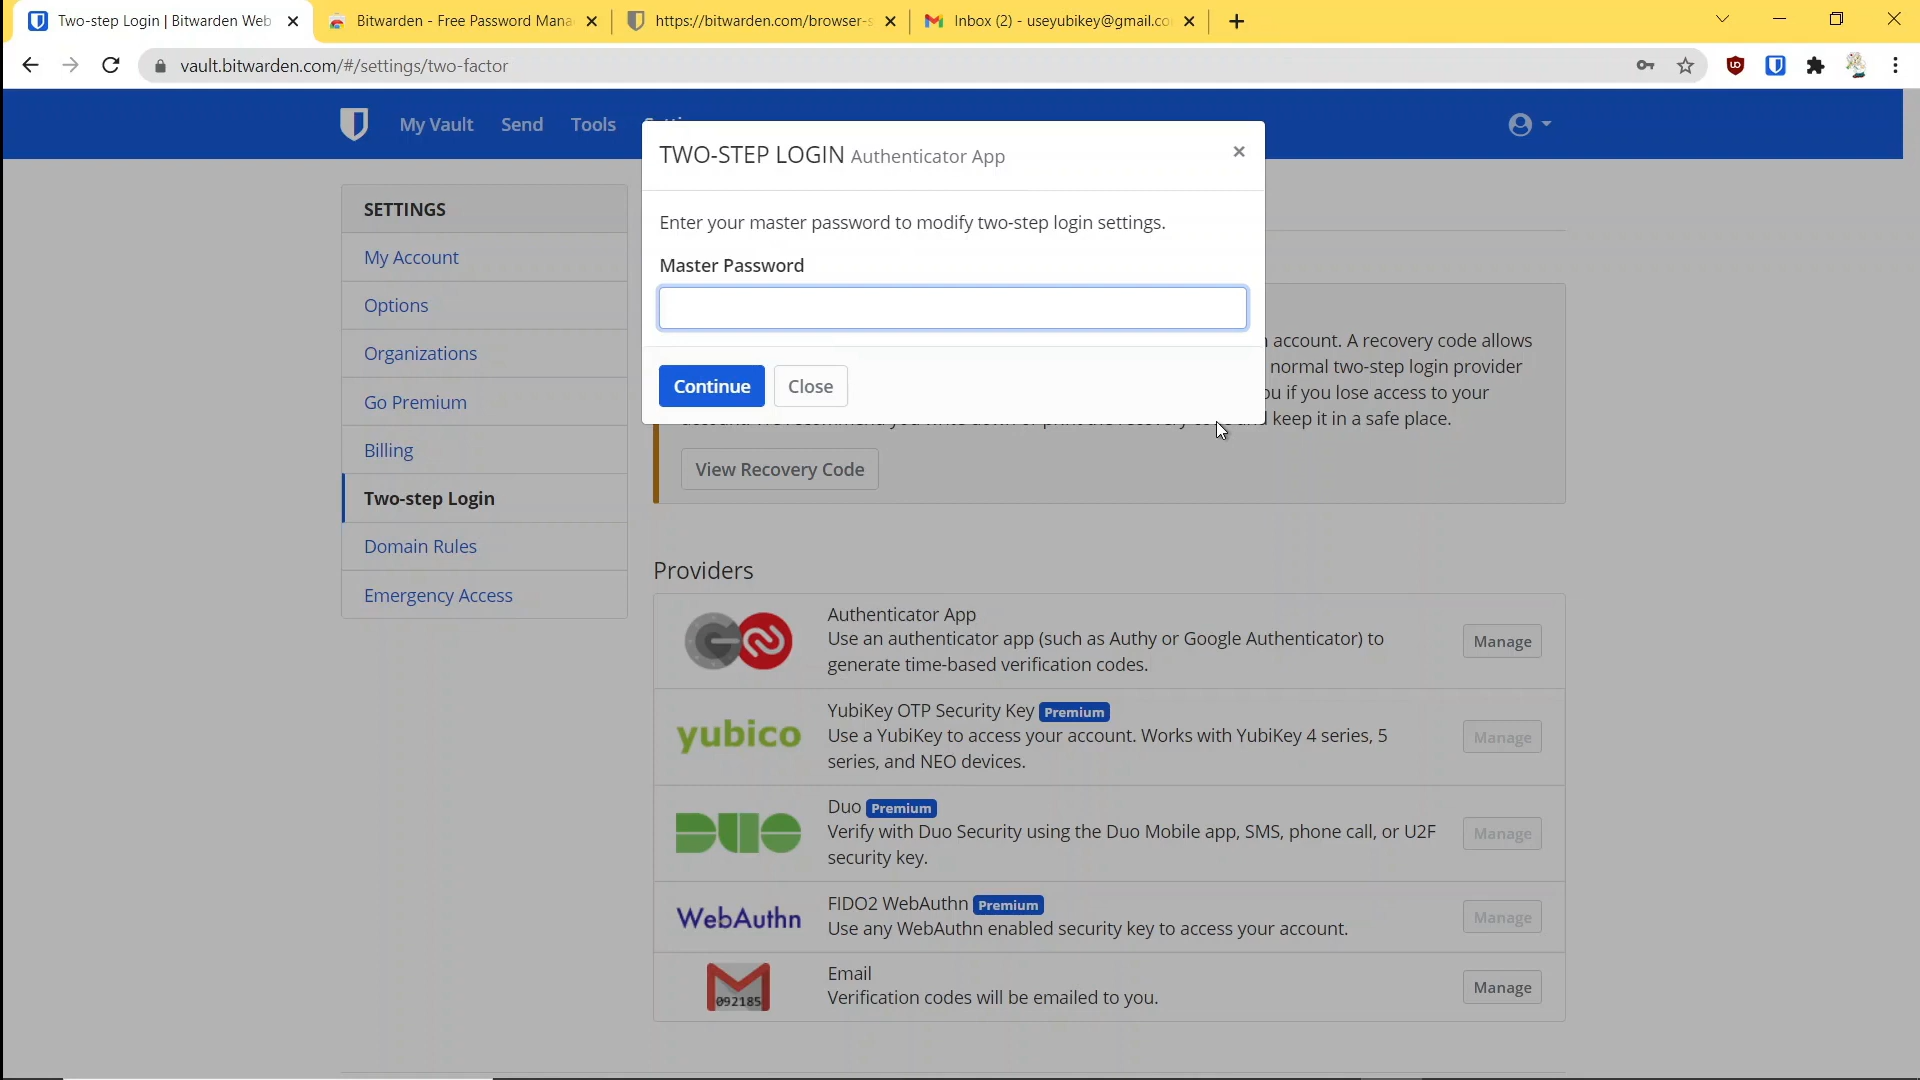 Two-step Login | Bitwarden Web
Bitwarden - Free Password Mana
https://bitwarden.com/browser-s
Inbox (2) - useyubikey@gmail.co
vault.bitwarden.com/#/settings/two-factor
My Vault
Send
Tools
TWO-STEP LOGIN Authenticator App
Enter your master password to modify two-step login settings.
Master Password
Continue
Close
SETTINGS
My Account
Options
Organizations
Go Premium
Billing
Two-step Login
Domain Rules
Emergency Access
account. A recovery code allows
normal two-step login provider
ou if you lose access to your
keep it in a safe place.
View Recovery Code
Providers
Authenticator App
Use an authenticator app (such as Authy or Google Authenticator) to
generate time-based verification codes.
Manage
yubico
YubiKey OTP Security Key Premium
Use a YubiKey to access your account. Works with YubiKey 4 series, 5
series, and NEO devices.
Manage
DUO
Duo Premium
Verify with Duo Security using the Duo Mobile app, SMS, phone call, or U2F
security key.
Manage
WebAuthn
FIDO2 WebAuthn Premium
Use any WebAuthn enabled security key to access your account.
Manage
092185
Email
Verification codes will be emailed to you.
Manage